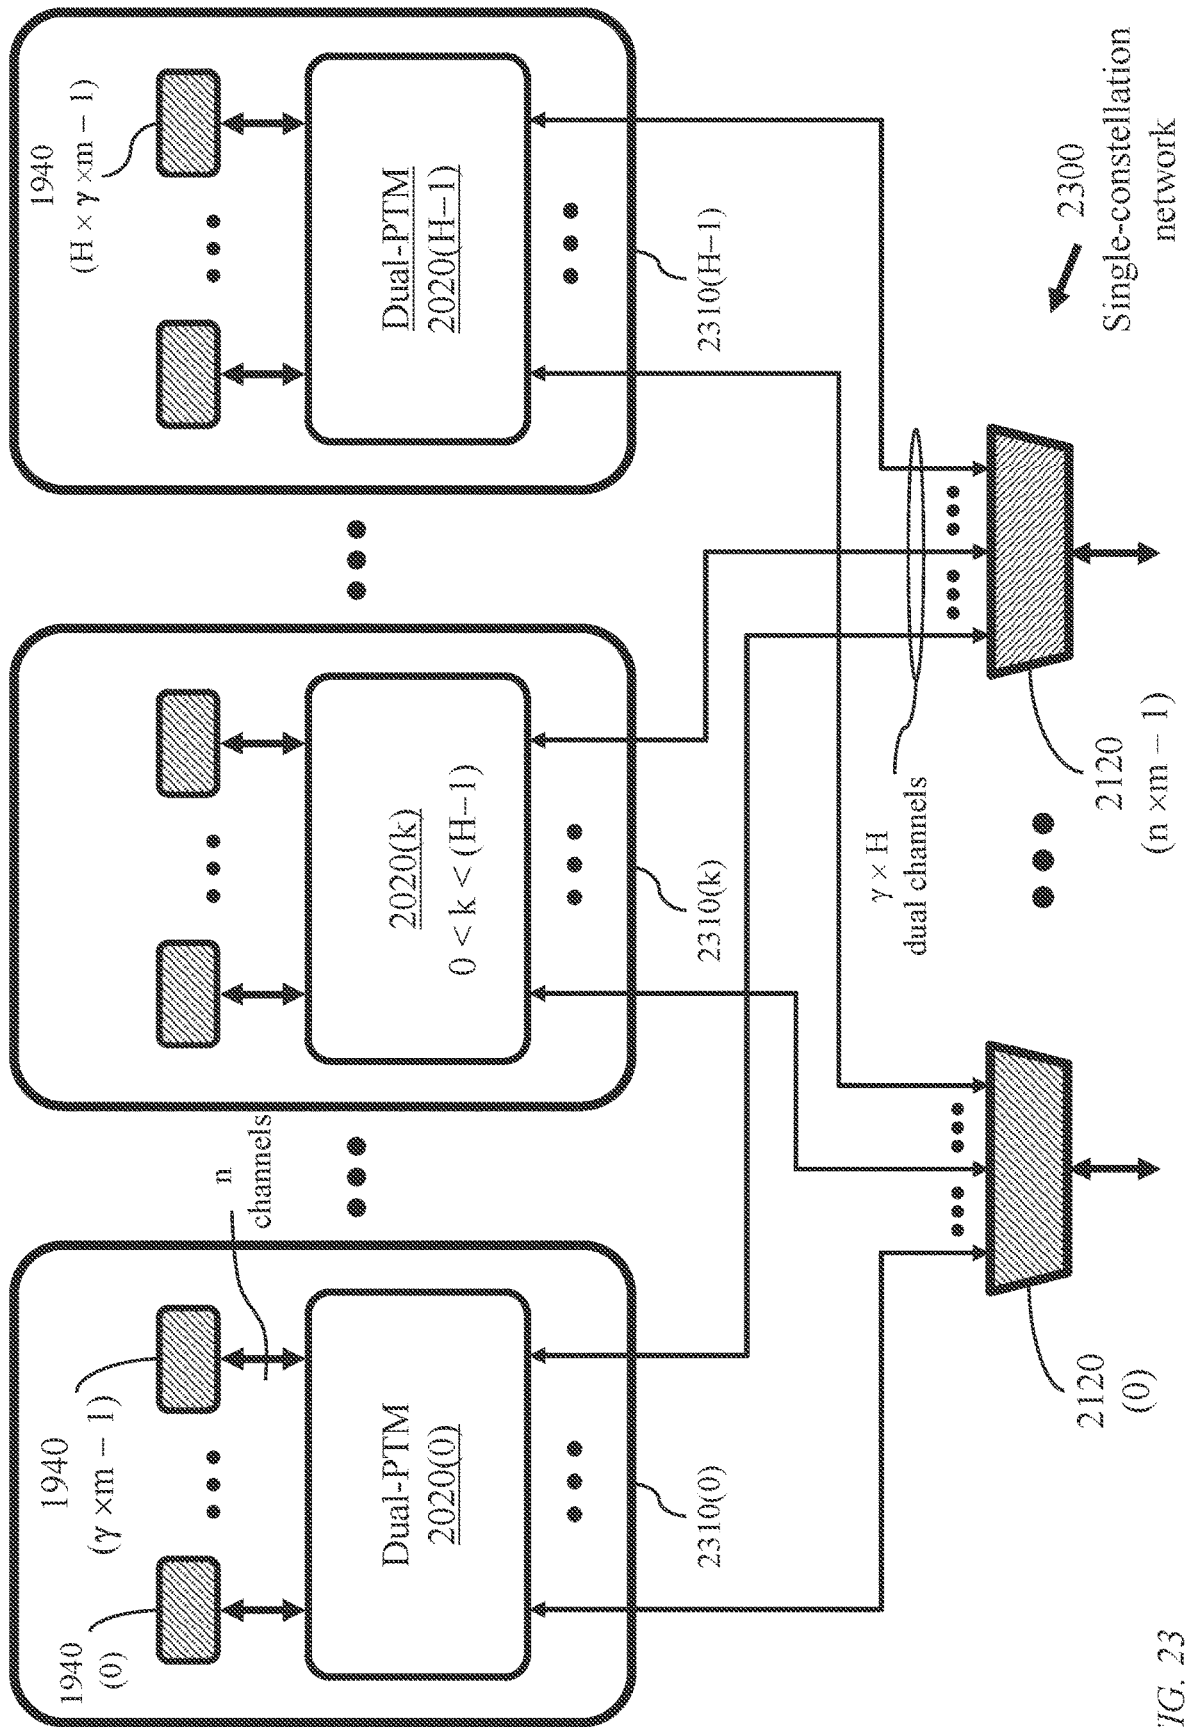 1940
(0)
1940
(γ ×m − 1)
1940
(H × γ ×m − 1)
n
channels
Dual-PTM
2020(0)
2020(k)
0 < k < (H−1)
Dual-PTM
2020(H−1)
2310(0)
2310(k)
2310(H−1)
γ × H
dual channels
2120
(0)
2120
(n ×m − 1)
2300
Single-constellation
network
FIG. 23